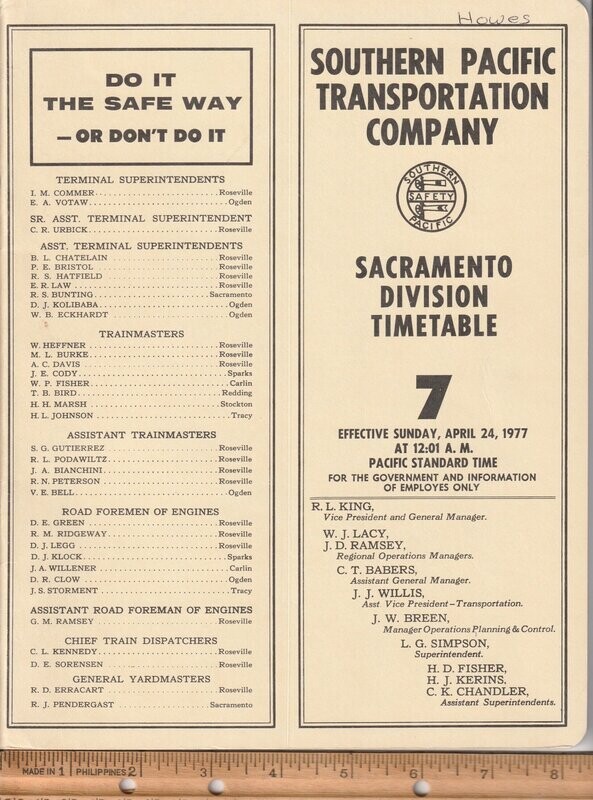 Howes
DO IT
THE SAFE WAY
— OR DON'T DO IT
TERMINAL SUPERINTENDENTS
I. M. COMMER..............................Roseville
E. A. VOTAW..............................Ogden
SR. ASST. TERMINAL SUPERINTENDENT
C. R. URBICK..............................Roseville
ASST. TERMINAL SUPERINTENDENTS
B. L. CHATELAIN..............................Roseville
P. E. BRISTOL..............................Roseville
R. S. HATFIELD..............................Roseville
E. R. LAW..............................Roseville
R. S. BUNTING..............................Sacramento
D. J. KOLIBABA..............................Ogden
W. B. ECKHARDT..............................Ogden
TRAINMASTERS
W. HEFFNER..............................Roseville
M. L. BURKE..............................Roseville
A. C. DAVIS..............................Roseville
J. E. CODY..............................Sparks
W. P. FISHER..............................Carlin
T. B. BIRD..............................Redding
H. H. MARSH..............................Stockton
H. L. JOHNSON..............................Tracy
ASSISTANT TRAINMASTERS
S. G. GUTIERREZ..............................Roseville
R. L. PODAWILTZ..............................Roseville
J. A. BIANCHINI..............................Roseville
R. N. PETERSON..............................Roseville
V. E. BELL..............................Ogden
ROAD FOREMEN OF ENGINES
D. E. GREEN..............................Roseville
R. M. RIDGEWAY..............................Roseville
D. J. LEGG..............................Roseville
D. J. KLOCK..............................Sparks
J. A. WILLENER..............................Carlin
D. R. CLOW..............................Ogden
J. S. STORMENT..............................Tracy
ASSISTANT ROAD FOREMAN OF ENGINES
G. M. RAMSEY..............................Roseville
CHIEF TRAIN DISPATCHERS
C. L. KENNEDY..............................Roseville
D. E. SORENSEN..............................Roseville
GENERAL YARDMASTERS
R. D. ERRACART..............................Roseville
R. J. PENDERGAST..............................Sacramento
SOUTHERN PACIFIC
TRANSPORTATION
COMPANY
SOUTHERN
SAFETY
PACIFIC
SACRAMENTO
DIVISION
TIMETABLE
7
EFFECTIVE SUNDAY, APRIL 24, 1977
AT 12:01 A. M.
PACIFIC STANDARD TIME
FOR THE GOVERNMENT AND INFORMATION
OF EMPLOYES ONLY
R. L. KING,
Vice President and General Manager.
W. J. LACY,
J. D. RAMSEY,
Regional Operations Managers.
C. T. BABERS,
Assistant General Manager.
J. J. WILLIS,
Asst Vice President–Transportation.
J. W. BREEN,
Manager Operations Planning & Control.
L. G. SIMPSON,
Superintendent.
H. D. FISHER,
H. J. KERINS,
C. K. CHANDLER,
Assistant Superintendents.
MADE IN 1 PHILIPPINES 2 3 4 5 6 7 8